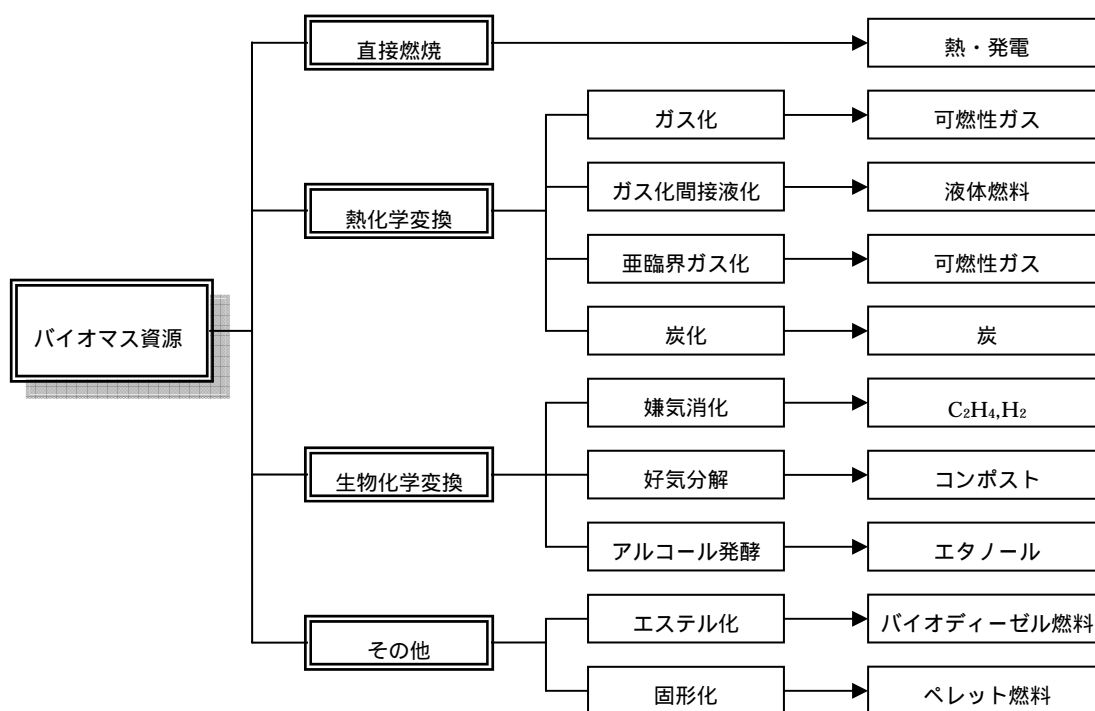 直接燃焼
熱・発電
ガス化
可燃性ガス
ガス化間接液化
液体燃料
熱化学変換
亜臨界ガス化
可燃性ガス
バイオマス資源
炭化
炭
嫌気消化
C₂H₄,H₂
生物化学変換
好気分解
コンポスト
アルコール発酵
エタノール
エステル化
バイオディーゼル燃料
その他
固形化
ペレット燃料